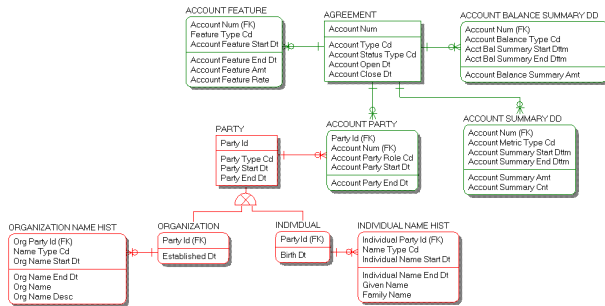 ACCOUNT FEATURE
Account Num (FK)
Feature Type Cd
Account Feature Start Dt
Account Feature End Dt
Account Feature Amt
Account Feature Rate
AGREEMENT
Account Num
Account Type Cd
Account Status Type Cd
Account Open Dt
Account Close Dt
ACCOUNT BALANCE SUMMARY DD
Account Num (FK)
Account Balance Type Cd
Acct Bal Summary Start Dttm
Acct Bal Summary End Dttm
Account Balance Summary Amt
PARTY
Party Id
Party Type Cd
Party Start Dt
Party End Dt
ACCOUNT PARTY
Party Id (FK)
Account Num (FK)
Account Party Role Cd
Account Party Start Dt
Account Party End Dt
ACCOUNT SUMMARY DD
Account Num (FK)
Account Metric Type Cd
Account Summary Start Dttm
Account Summary End Dttm
Account Summary Amt
Account Summary Cnt
ORGANIZATION NAME HIST
Org Party Id (FK)
Name Type Cd
Org Name Start Dt
Org Name End Dt
Org Name
Org Name Desc
ORGANIZATION
Party Id (FK)
Established Dt
INDIVIDUAL
Party Id (FK)
Birth Dt
INDIVIDUAL NAME HIST
Individual Party Id (FK)
Name Type Cd
Individual Name Start Dt
Individual Name End Dt
Given Name
Family Name